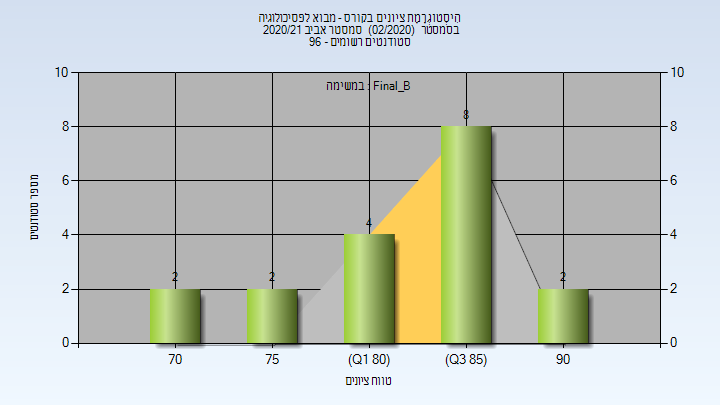 היסטוגרמת ציונים בקורס - מבוא לפסיכולוגיה
בסמסטר (02/2020) סמסטר אביב 2020/21
סטודנטים רשומים - 96
במשימה : Final_B
10 10
8 8
8
6 6
4
4 4
2 2 2
2 2
0 0
70 75 (Q1 80) (Q3 85) 90
טווח ציונים
מספר סטודנטים